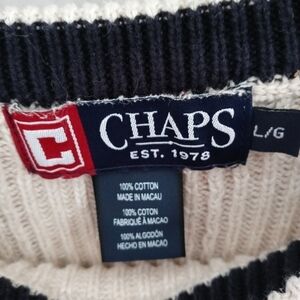 C
CHAPS
EST. 1978
L/G
100% COTTON
MADE IN MACAU
100% COTON
FABRIQUÉ À MACAO
100% ALGODÓN
HECHO EN MACAO